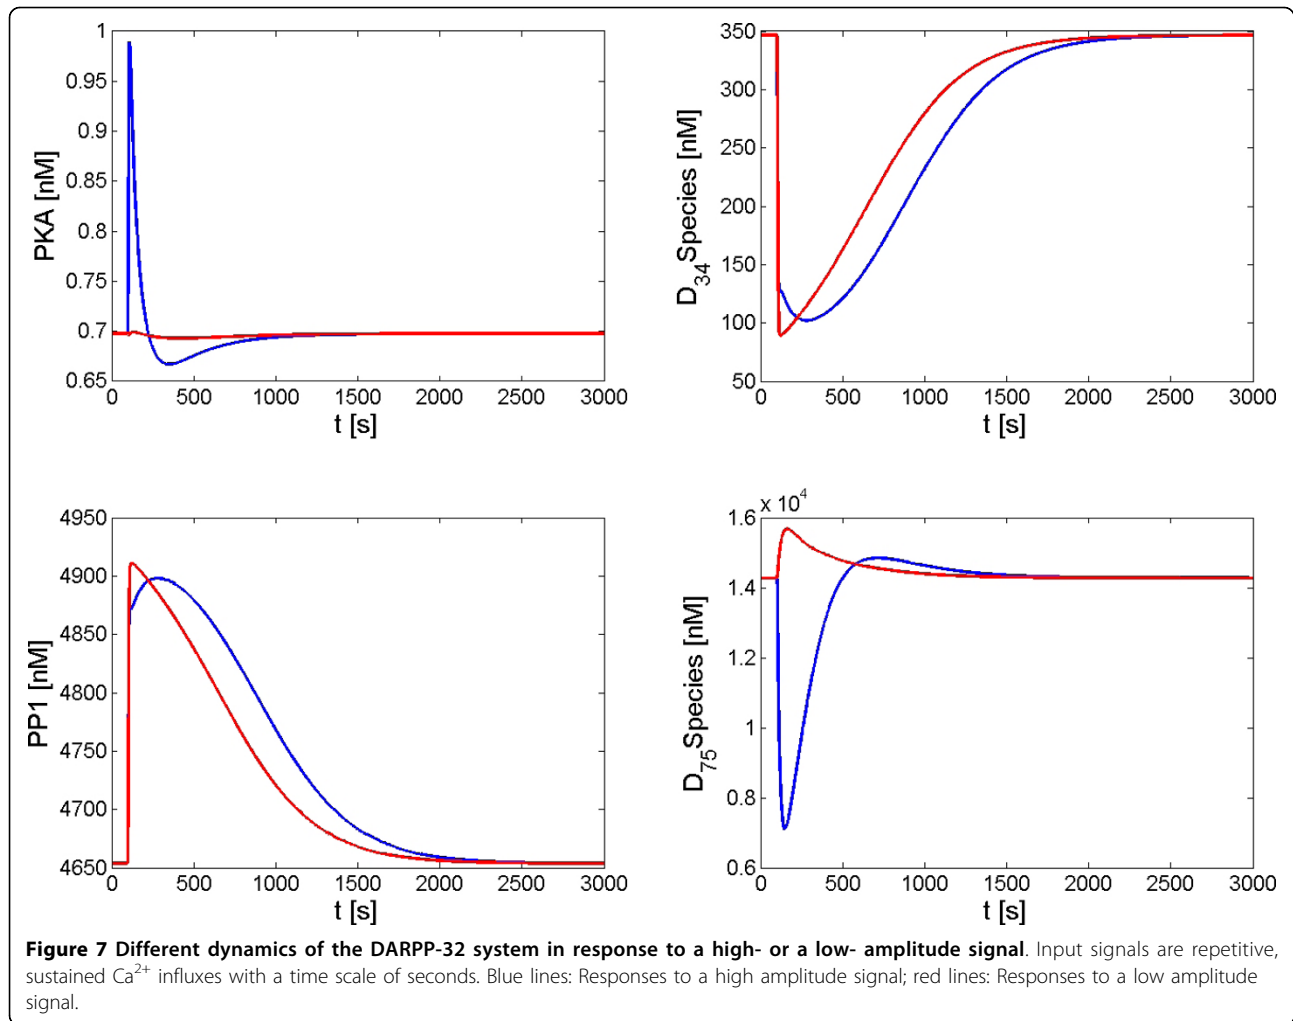 1
0.95
0.9
0.85
0.8
0.75
0.7
0.65
PKA [nM]
0 500 1000 1500 2000 2500 3000
t [s]
350
300
250
200
150
100
50
D34Species [nM]
0 500 1000 1500 2000 2500 3000
t [s]
4950
4900
4850
4800
4750
4700
4650
PP1 [nM]
0 500 1000 1500 2000 2500 3000
t [s]
x 10^4
1.6
1.4
1.2
1
0.8
0.6
D75Species [nM]
0 500 1000 1500 2000 2500 3000
t [s]
Figure 7 Different dynamics of the DARPP-32 system in response to a high- or a low- amplitude signal. Input signals are repetitive,
sustained Ca2+ influxes with a time scale of seconds. Blue lines: Responses to a high amplitude signal; red lines: Responses to a low amplitude
signal.